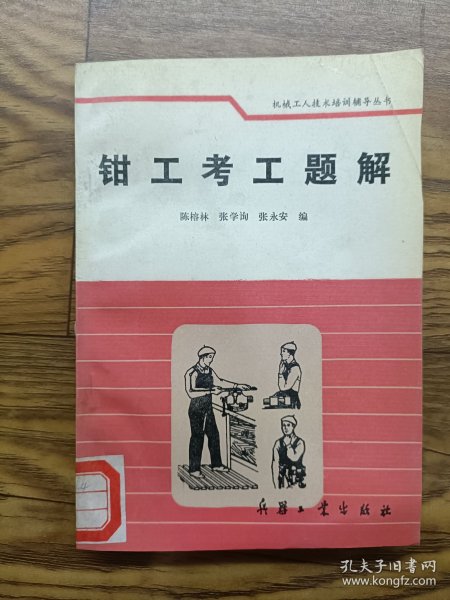 机械工人技术培训辅导丛书
钳工考工题解
陈榕林 张学询 张永安 编
兵器工业出版社
孔夫子旧书网
www.kongfz.com